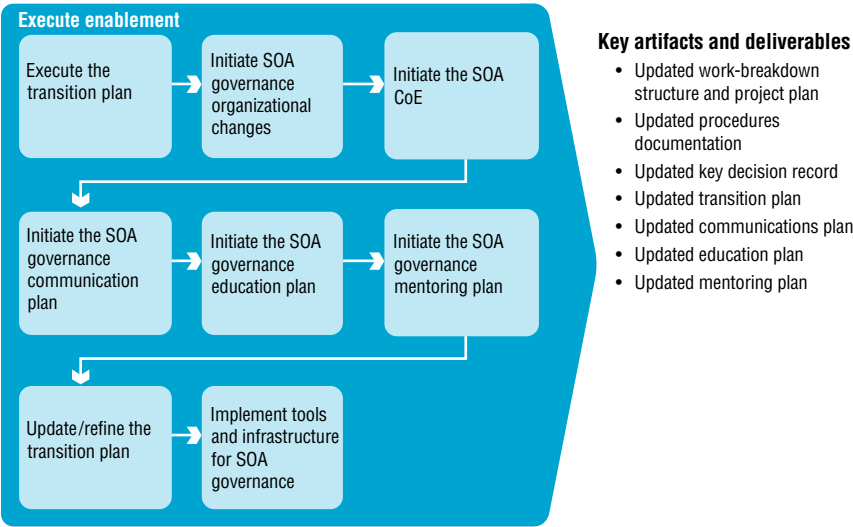 Execute enablement
Execute the
transition plan
Initiate SOA
governance
organizational
changes
Initiate the SOA
CoE
Initiate the SOA
governance
communication
plan
Initiate the SOA
governance
education plan
Initiate the SOA
governance
mentoring plan
Update/refine the
transition plan
Implement tools
and infrastructure
for SOA
governance
Key artifacts and deliverables
• Updated work-breakdown
structure and project plan
• Updated procedures
documentation
• Updated key decision record
• Updated transition plan
• Updated communications plan
• Updated education plan
• Updated mentoring plan